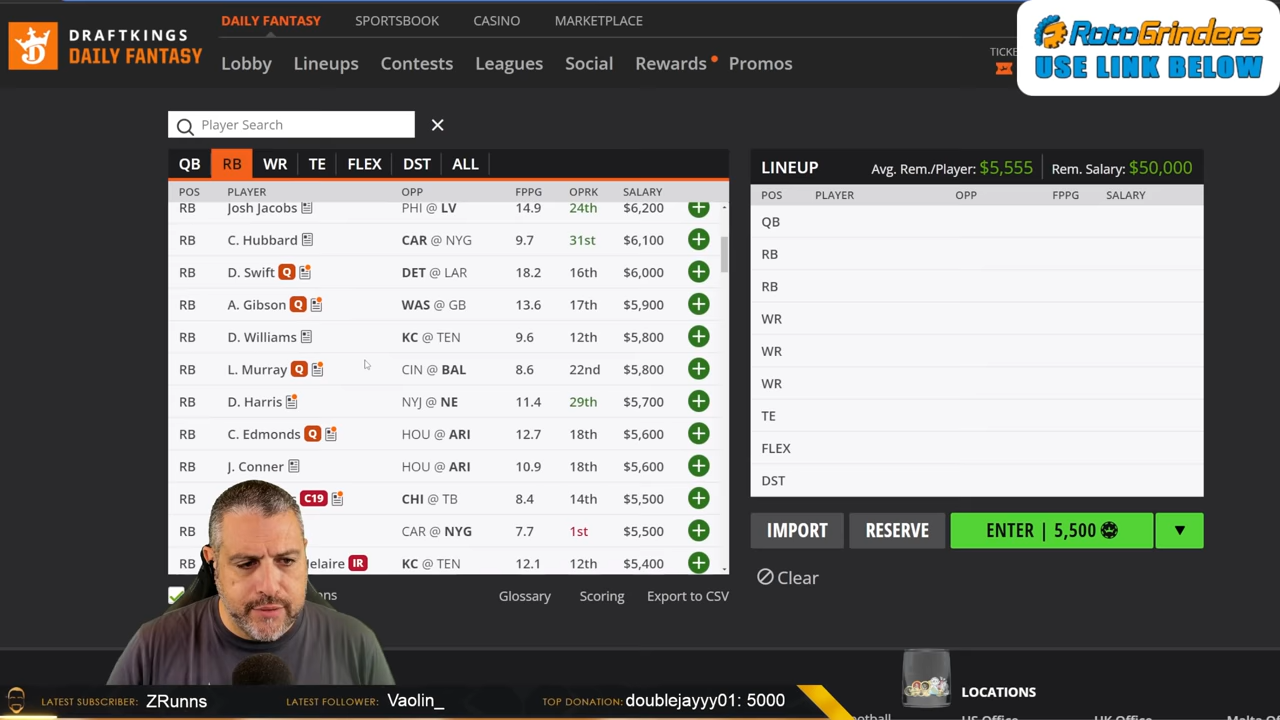 DAILY FANTASY SPORTSBOOK CASINO MARKETPLACE
DRAFTKINGS
DAILY FANTASY
Lobby Lineups Contests Leagues Social Rewards Promos
RotoGrinders
USE LINK BELOW
Player Search
QB RB WR TE FLEX DST ALL
POS PLAYER OPP FPPG OPRK SALARY
RB Josh Jacobs PHI @ LV 14.9 24th $6,200
RB C. Hubbard CAR @ NYG 9.7 31st $6,100
RB D. Swift Q DET @ LAR 18.2 16th $6,000
RB A. Gibson Q WAS @ GB 13.6 17th $5,900
RB D. Williams KC @ TEN 9.6 12th $5,800
RB L. Murray Q CIN @ BAL 8.6 22nd $5,800
RB D. Harris NYJ @ NE 11.4 29th $5,700
RB C. Edmonds Q HOU @ ARI 12.7 18th $5,600
RB J. Conner HOU @ ARI 10.9 18th $5,600
RB C19 CHI @ TB 8.4 14th $5,500
RB CAR @ NYG 7.7 1st $5,500
RB IR KC @ TEN 12.1 12th $5,400
Glossary Scoring Export to CSV
LINEUP Avg. Rem./Player: $5,555 Rem. Salary: $50,000
POS PLAYER OPP FPPG SALARY
QB
RB
RB
WR
WR
WR
TE
FLEX
DST
IMPORT RESERVE ENTER | 5,500
Clear
LOCATIONS
LATEST SUBSCRIBER: ZRunns LATEST FOLLOWER: Vaolin_ TOP DONATION: doublejayyy01: 5000